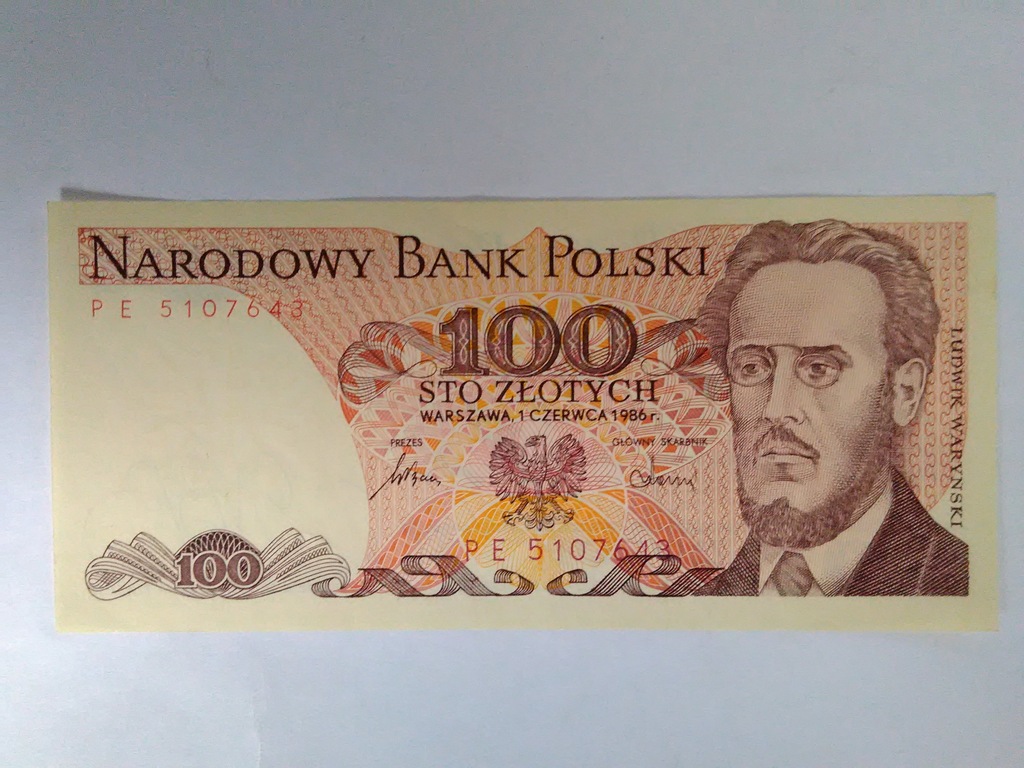 NARODOWY BANK POLSKI
PE 5107643
100
STO ZŁOTYCH
WARSZAWA, 1 CZERWCA 1986 r.
PREZES
GŁÓWNY SKARBNIK
PE 5107643
100
LUDWIK WARYŃSKI